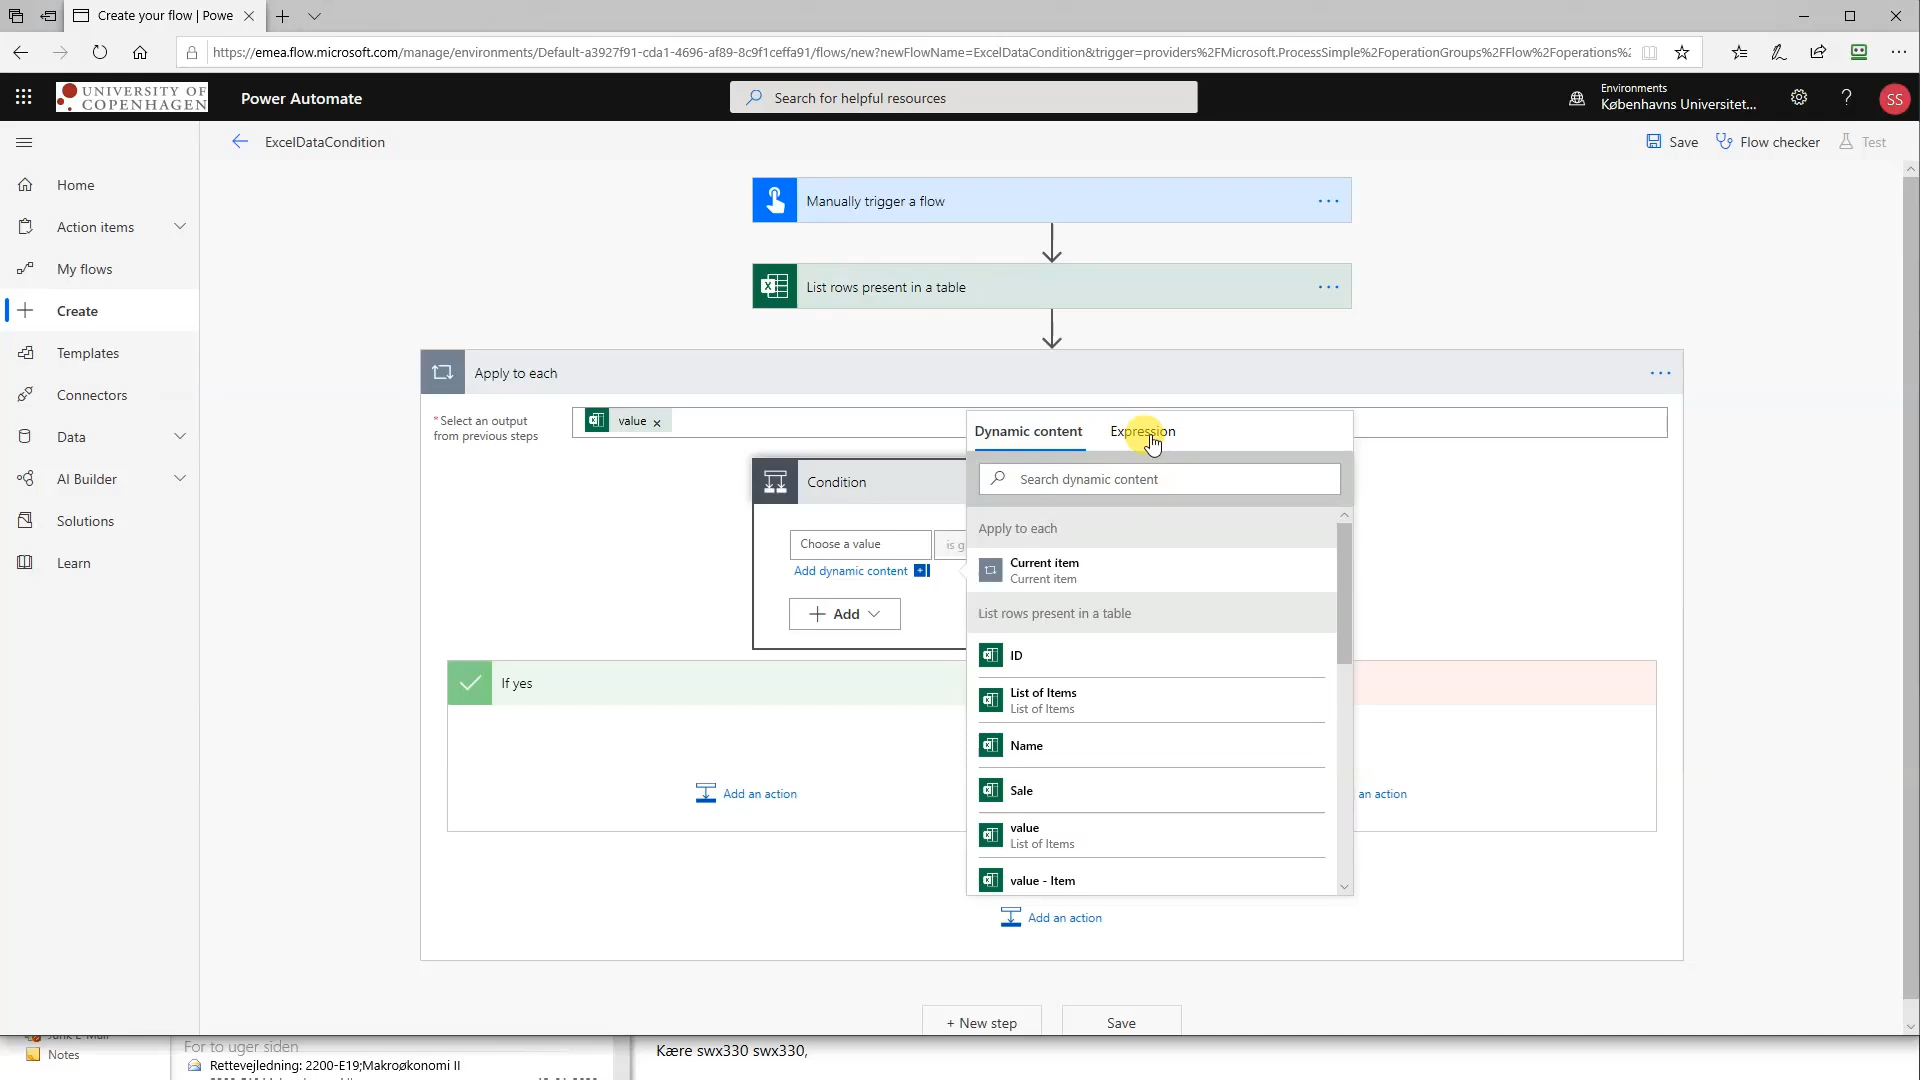 Create your flow | Powe
https://emea.flow.microsoft.com/manage/environments/Default-a3927f91-cda1-4696-af89-8c9f1ceffa91/flows/new?newFlowName=ExcelDataCondition&trigger=providers%2FMicrosoft.ProcessSimple%2FoperationGroups%2FFlow%2Foperations%2
UNIVERSITY OF
COPENHAGEN
Power Automate
Search for helpful resources
Environments
Københavns Universitet...
?
SS
ExcelDataCondition
Save
Flow checker
Test
Home
Action items
My flows
Create
Templates
Connectors
Data
AI Builder
Solutions
Learn
Manually trigger a flow
List rows present in a table
Apply to each
*Select an output
from previous steps
value
Condition
Choose a value
is g
Add dynamic content
Add
Dynamic content
Expression
Search dynamic content
Apply to each
Current item
Current item
List rows present in a table
ID
List of Items
List of Items
Name
Sale
value
List of Items
value - Item
If yes
Add an action
an action
Add an action
+ New step
Save
Notes
For to uger siden
Rettevejledning: 2200-E19;Makroøkonomi II
Kære swx330 swx330,